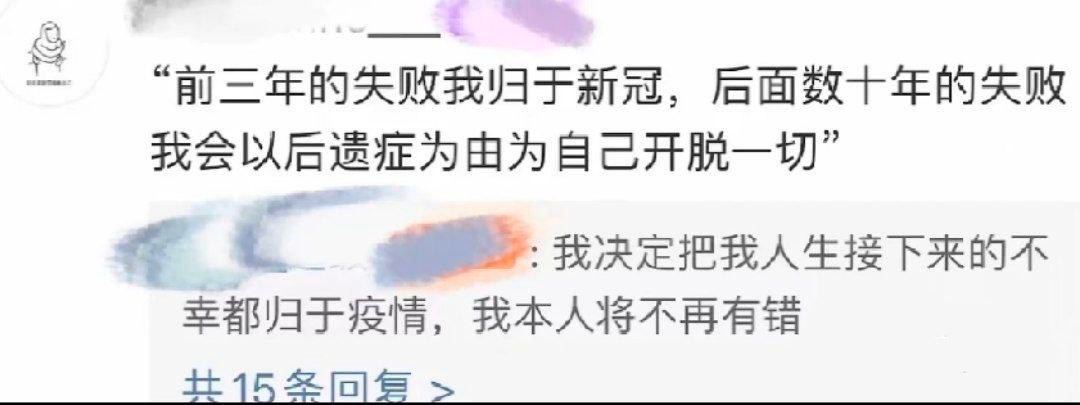 “前三年的失败我归于新冠，后面数十年的失败
我会以后遗症为由为自己开脱一切”
: 我决定把我人生接下来的不
幸都归于疫情，我本人将不再有错
共15条回复 >